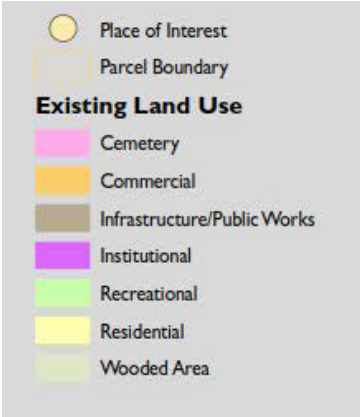 Place of Interest
Parcel Boundary
Existing Land Use
Cemetery
Commercial
Infrastructure/Public Works
Institutional
Recreational
Residential
Wooded Area